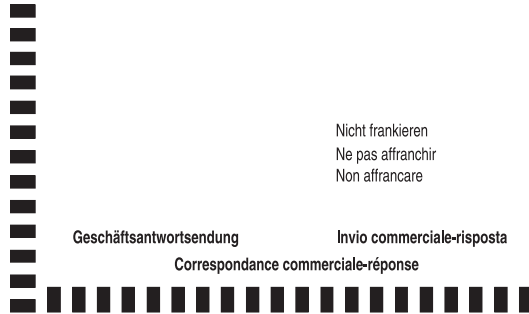 Nicht frankieren
Ne pas affranchir
Non affrancare
Geschäftsantwortsendung Invio commerciale-risposta
Correspondance commerciale-réponse